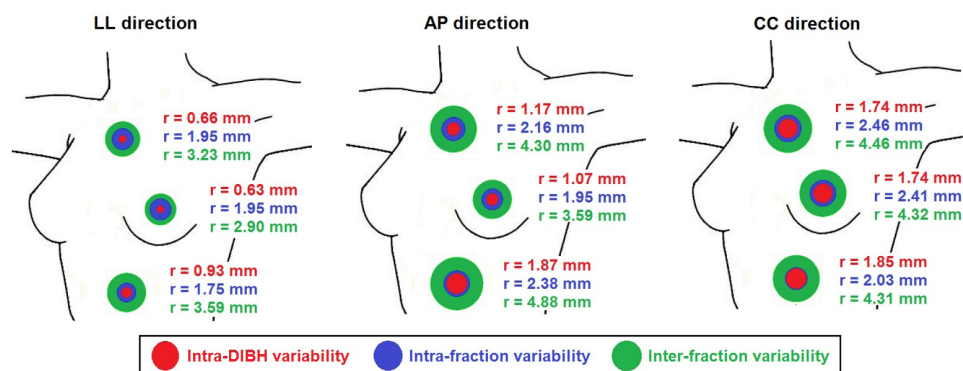 LL direction
r = 0.66 mm
r = 1.95 mm
r = 3.23 mm
r = 0.63 mm
r = 1.95 mm
r = 2.90 mm
r = 0.93 mm
r = 1.75 mm
r = 3.59 mm
AP direction
r = 1.17 mm
r = 2.16 mm
r = 4.30 mm
r = 1.07 mm
r = 1.95 mm
r = 3.59 mm
r = 1.87 mm
r = 2.38 mm
r = 4.88 mm
CC direction
r = 1.74 mm
r = 2.46 mm
r = 4.46 mm
r = 1.74 mm
r = 2.41 mm
r = 4.32 mm
r = 1.85 mm
r = 2.03 mm
r = 4.31 mm
Intra-DIBH variability
Intra-fraction variability
Inter-fraction variability